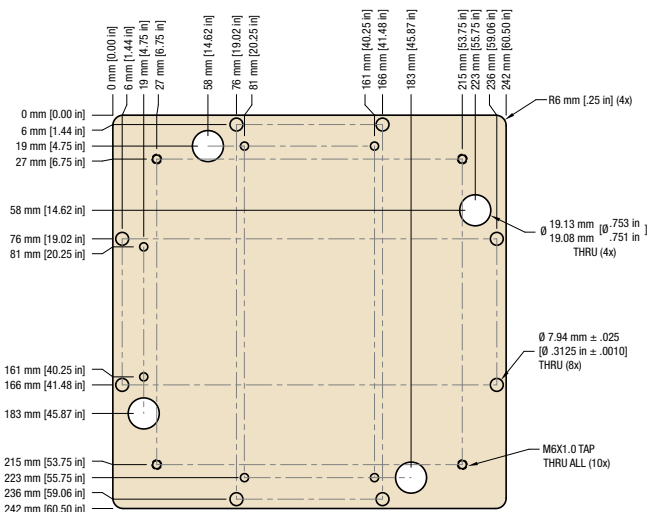 0 mm [0.00 in]
6 mm [1.44 in]
19 mm [4.75 in]
27 mm [6.75 in]
58 mm [14.62 in]
76 mm [19.02 in]
81 mm [20.25 in]
161 mm [40.25 in]
166 mm [41.48 in]
183 mm [45.87 in]
215 mm [53.75 in]
223 mm [55.75 in]
236 mm [59.06 in]
242 mm [60.50 in]
0 mm [0.00 in]
6 mm [1.44 in]
19 mm [4.75 in]
27 mm [6.75 in]
58 mm [14.62 in]
76 mm [19.02 in]
81 mm [20.25 in]
161 mm [40.25 in]
166 mm [41.48 in]
183 mm [45.87 in]
215 mm [53.75 in]
223 mm [55.75 in]
236 mm [59.06 in]
242 mm [60.50 in]
R6 mm [.25 in] (4x)
Ø 19.13 mm [Ø .753 in
19.08 mm .751 in ]
THRU (4x)
Ø 7.94 mm ± .025
[Ø .3125 in ± .0010]
THRU (8x)
M6X1.0 TAP
THRU ALL (10x)